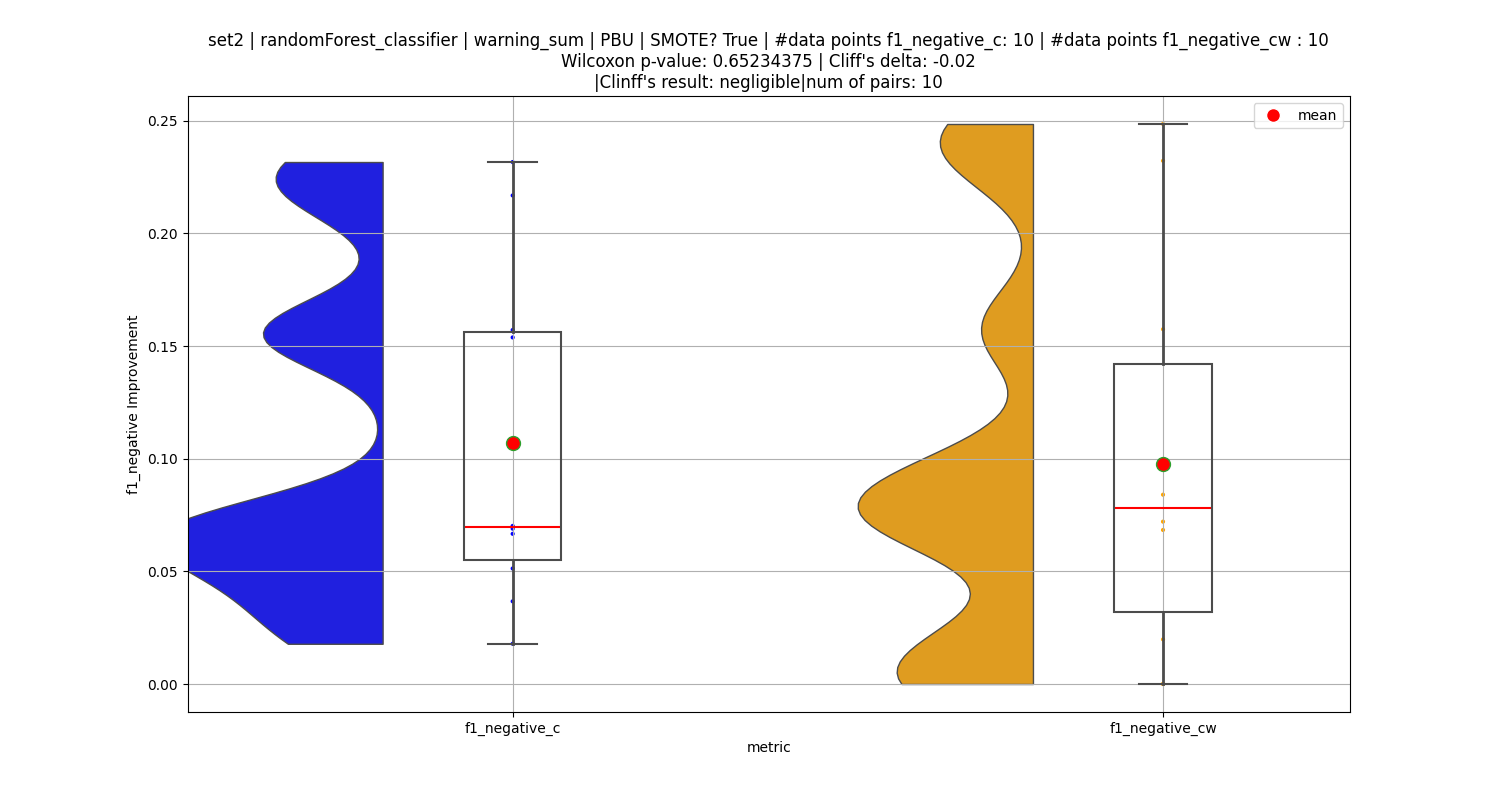 set2 | randomForest_classifier | warning_sum | PBU | SMOTE? True | #data points f1_negative_c: 10 | #data points f1_negative_cw : 10
Wilcoxon p-value: 0.65234375 | Cliff's delta: -0.02
|Clinff's result: negligible|num of pairs: 10
mean
0.25
0.20
0.15
0.10
0.05
0.00
f1_negative Improvement
f1_negative_c
f1_negative_cw
metric